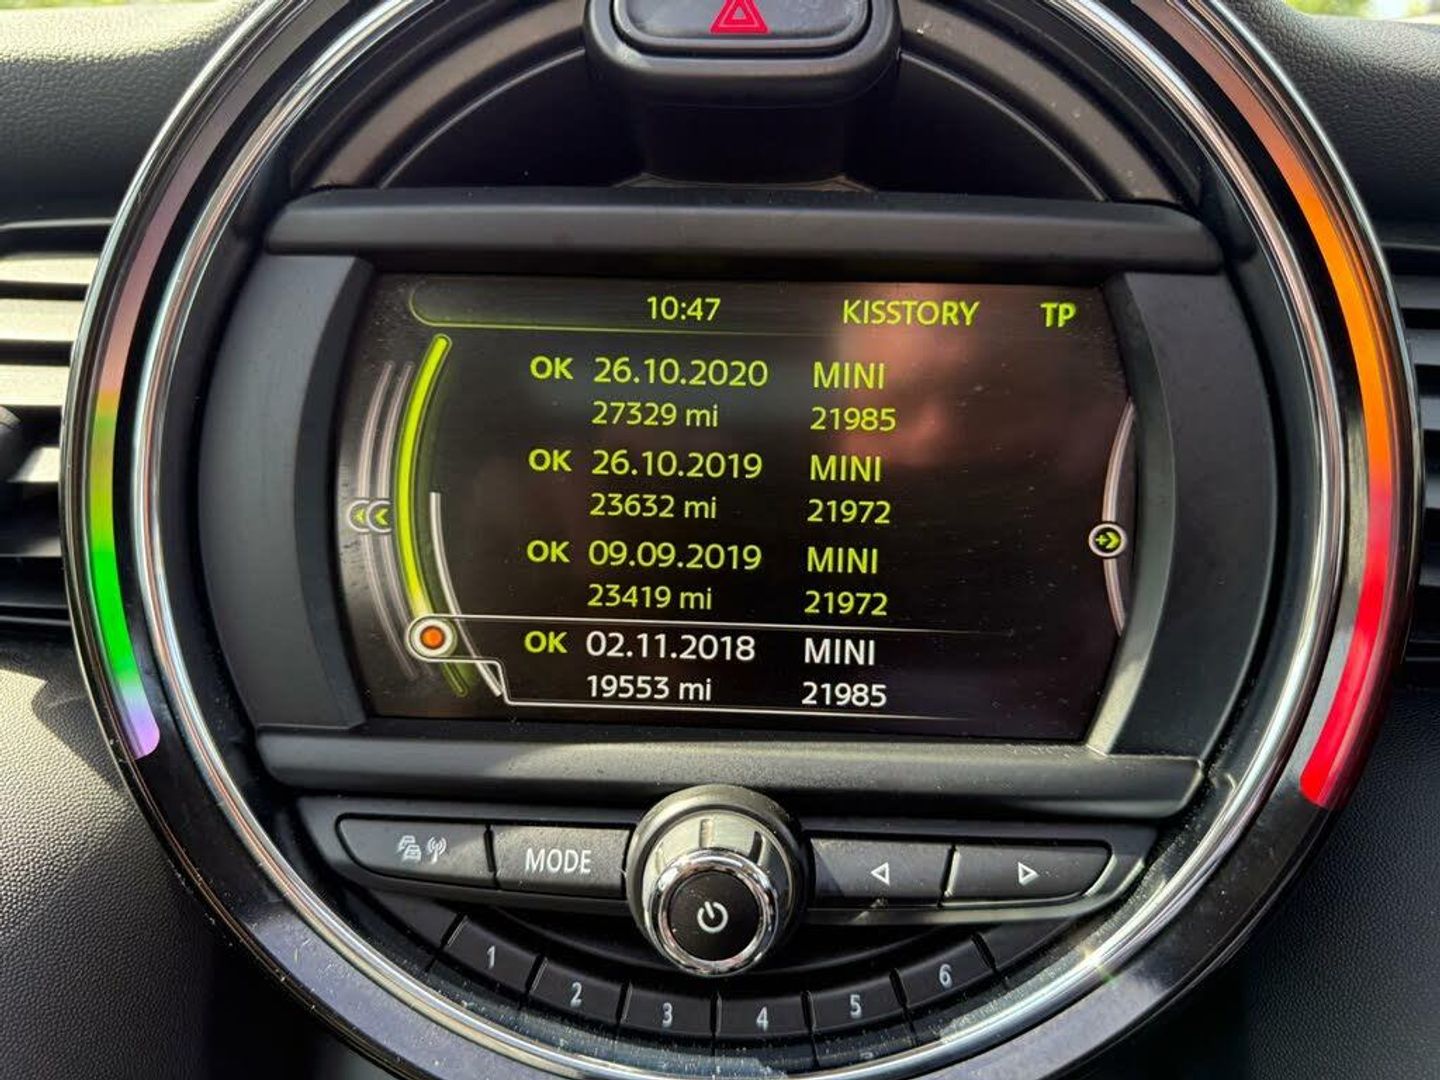 10:47 KISSTORY TP
OK 26.10.2020 MINI
27329 mi 21985
OK 26.10.2019 MINI
23632 mi 21972
OK 09.09.2019 MINI
23419 mi 21972
OK 02.11.2018 MINI
19553 mi 21985
MODE
1 2 3 4 5 6